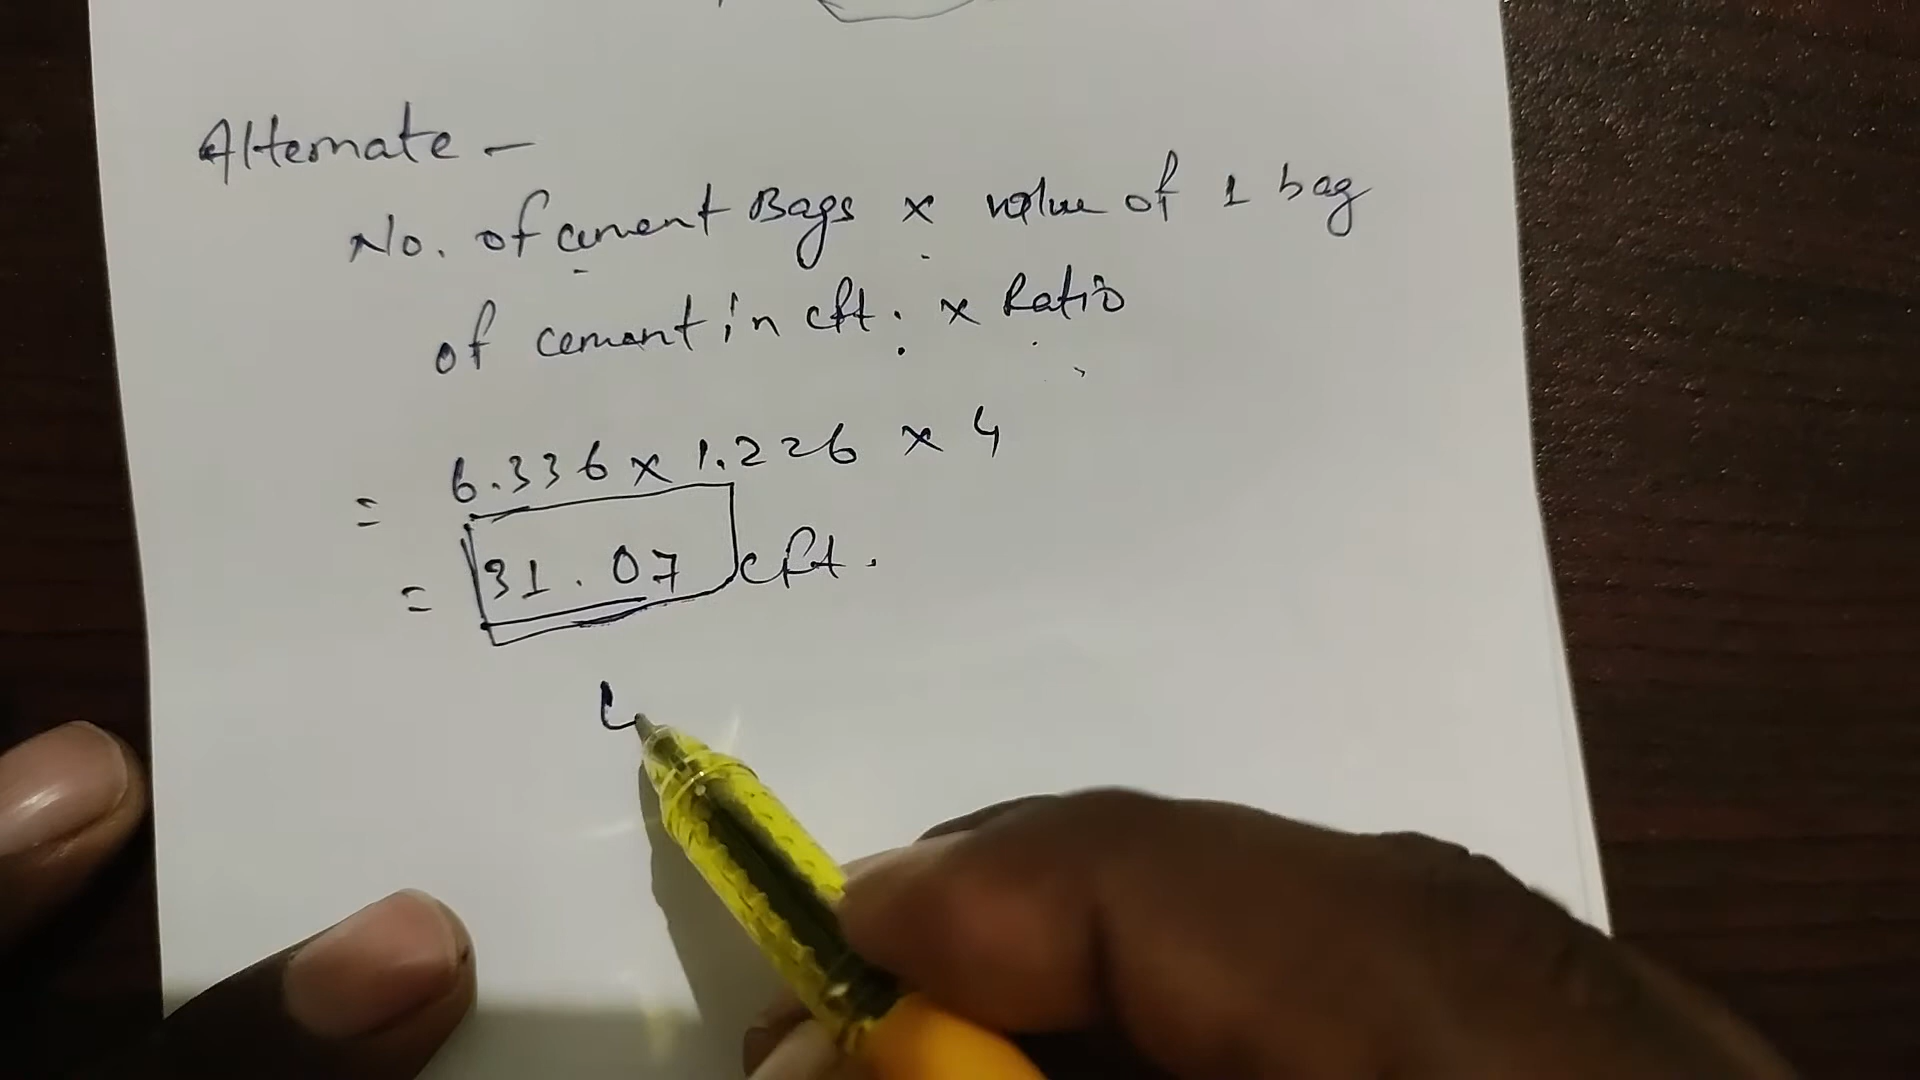 Alternate -
No. of cement Bags x value of 1 bag
of cement in cft. x Ratio
= 6.336 x 1.226 x 4
= 31.07 cft.